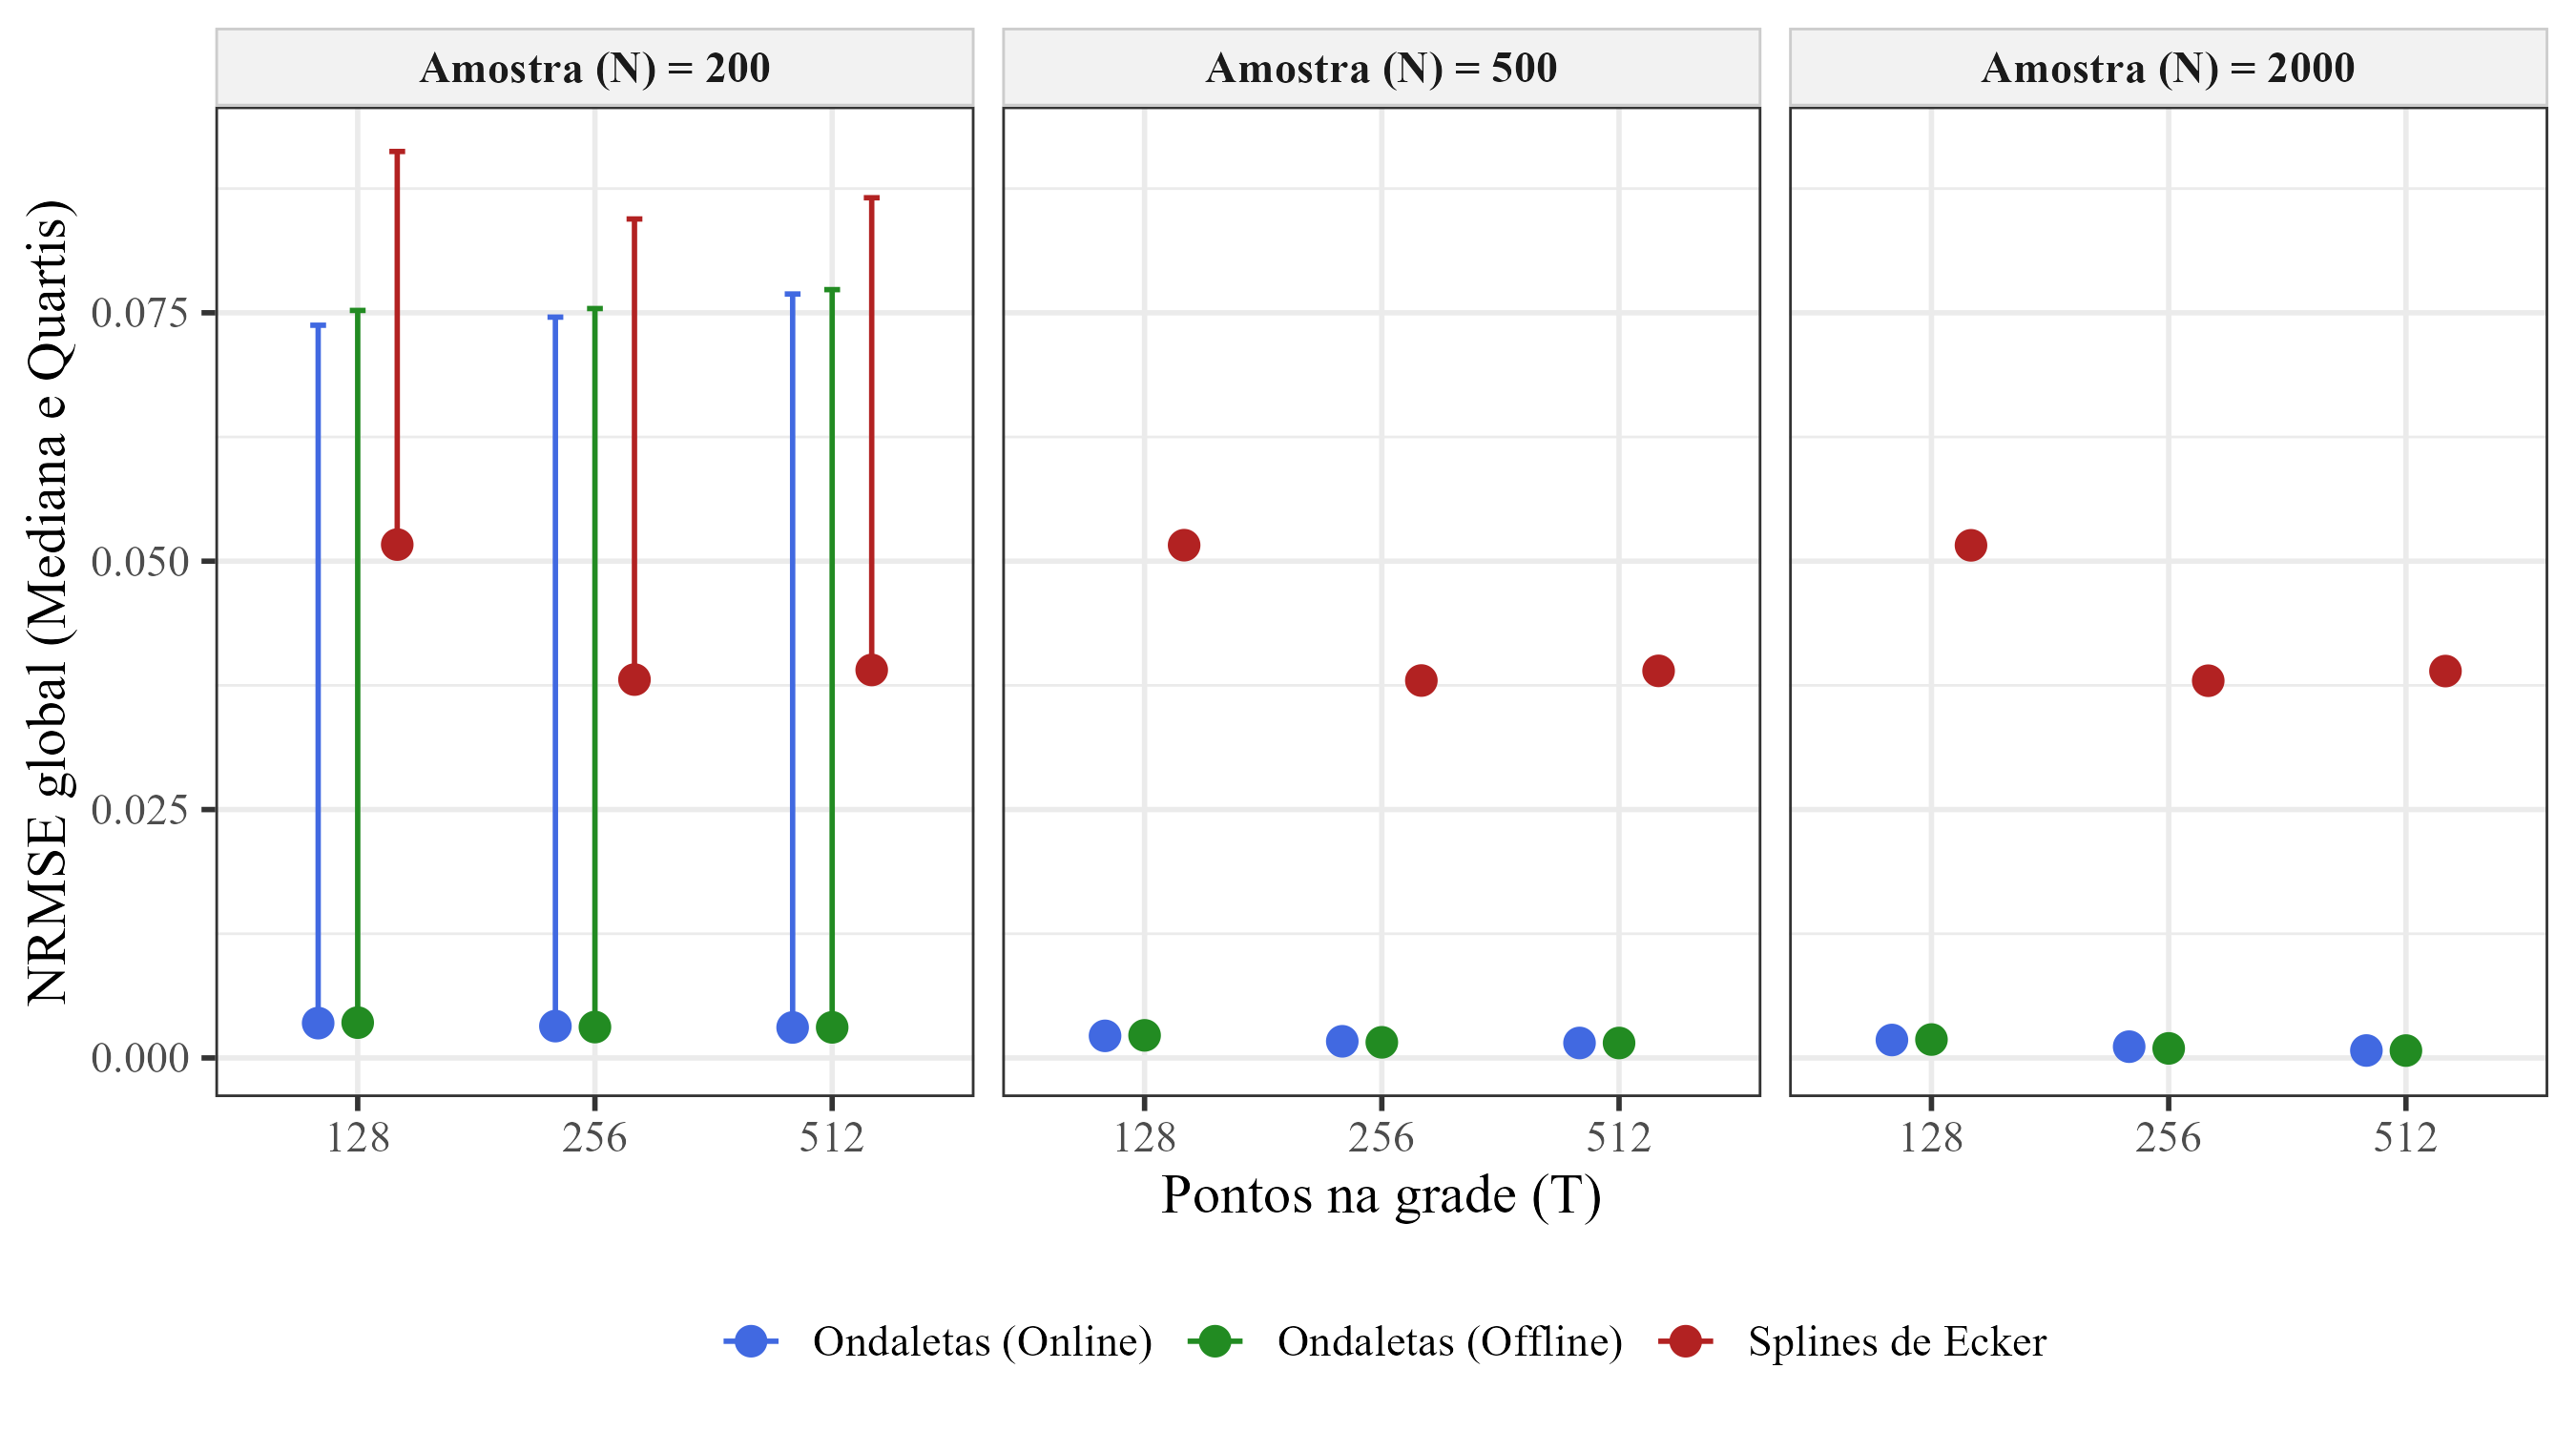 Amostra (N) = 200
Amostra (N) = 500
Amostra (N) = 2000
NRMSE global (Mediana e Quartis)
0.075
0.050
0.025
0.000
128 256 512
128 256 512
128 256 512
Pontos na grade (T)
Ondaletas (Online)
Ondaletas (Offline)
Splines de Ecker